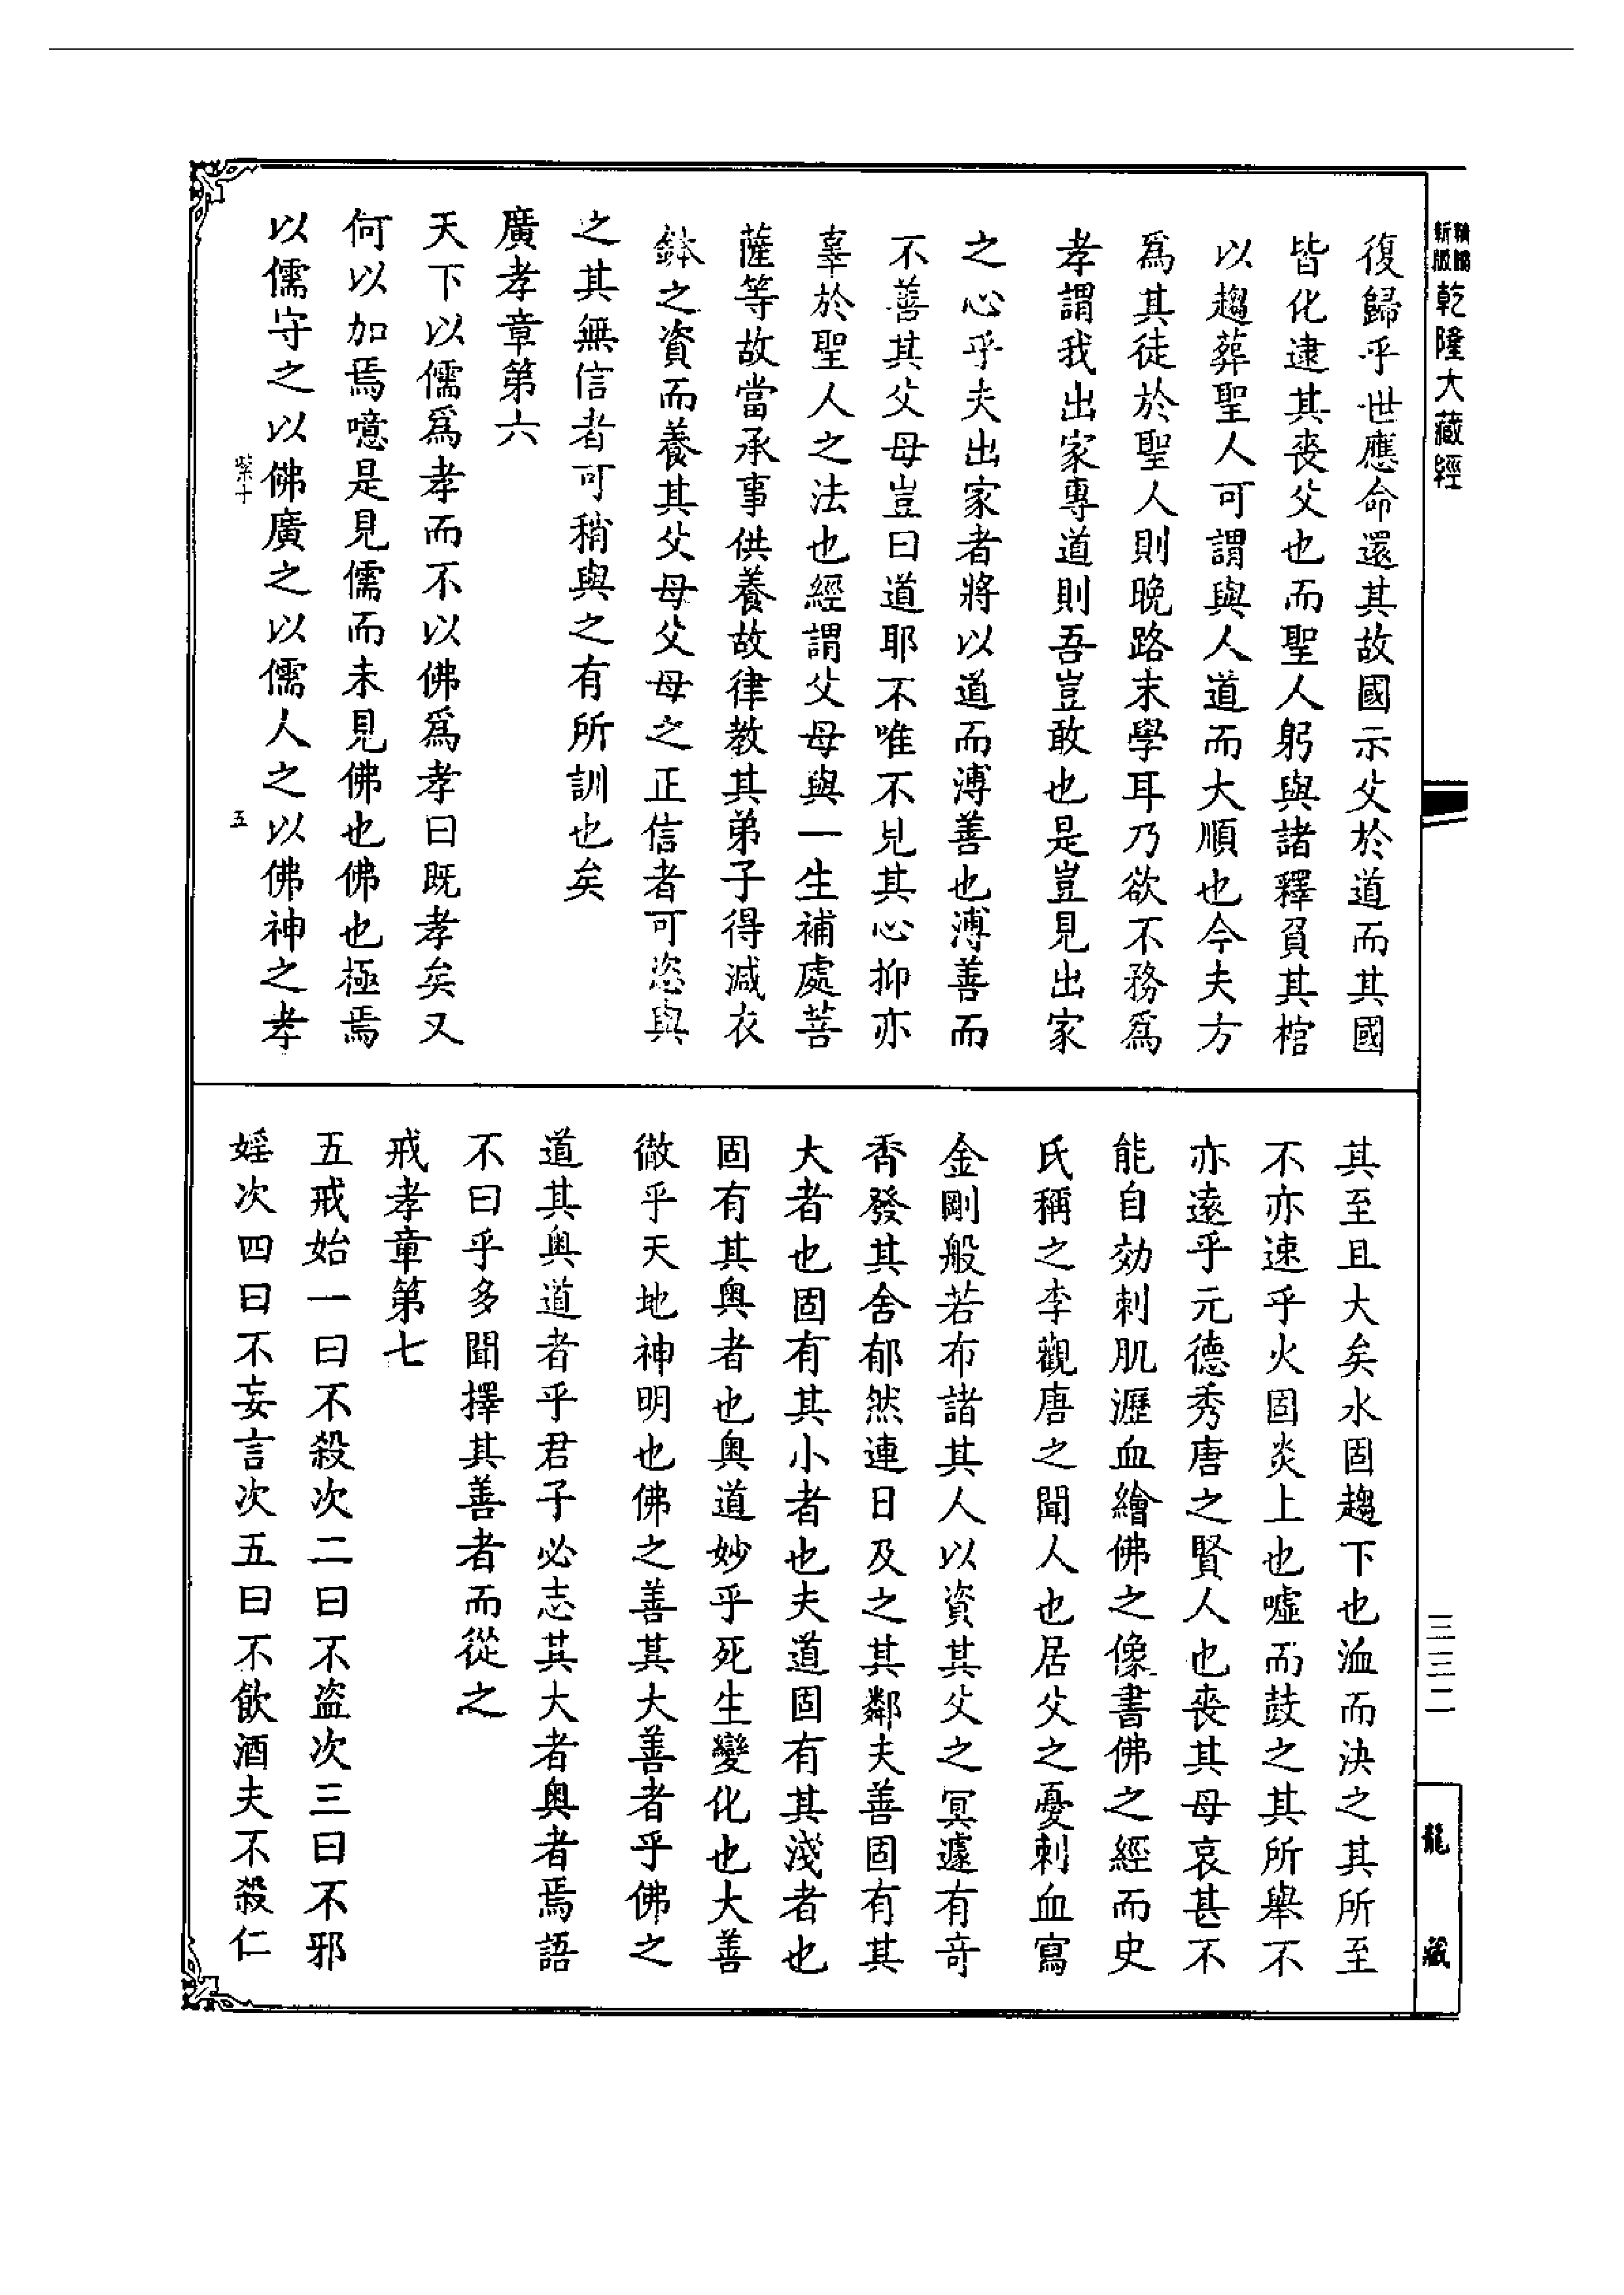 新版乾隆大藏經
復歸乎世應命還其故國示父於道而其國
皆化逮其喪父也而聖人躬與諸釋負其棺
以趨葬聖人可謂與人道而大順也今夫方
爲其徒於聖人則晚路末學耳乃欲不務爲
孝謂我出家專道則吾豈敢也是豈見出家
之心乎夫出家者將以道而溥善也溥善而
不善其父母豈曰道耶不唯不見其心抑亦
辜於聖人之法也經謂父母與一生補處菩
薩等故當承事供養故律教其弟子得減衣
鉢之資而養其父母父母之正信者可恣與
之其無信者可稍與之有所訓也矣
廣孝章第六
天下以儒爲孝而不以佛爲孝曰既孝矣又
何以加焉噫是見儒而未見佛也佛也極焉
以儒守之以佛廣之以儒人之以佛神之孝
紫十 五
其至且大矣水固趨下也洫而決之其所至
不亦速乎火固炎上也噓而鼓之其所舉不
亦遠乎元德秀唐之賢人也喪其母哀甚不
能自効刺肌瀝血繪佛之像書佛之經而史
氏稱之李觀唐之聞人也居父之憂刺血寫
金剛般若布諸其人以資其父之冥遽有奇
香發其舍郁然連日及之其鄰夫善固有其
大者也固有其小者也夫道固有其淺者也
固有其奧者也奧道妙乎死生變化也大善
徹乎天地神明也佛之善其大善者乎佛之
道其奧道者乎君子必志其大者奧者焉語
不曰乎多聞擇其善者而從之
戒孝章第七
五戒始一曰不殺次二曰不盜次三曰不邪
婬次四曰不妄言次五曰不飲酒夫不殺仁
三三二
龍藏